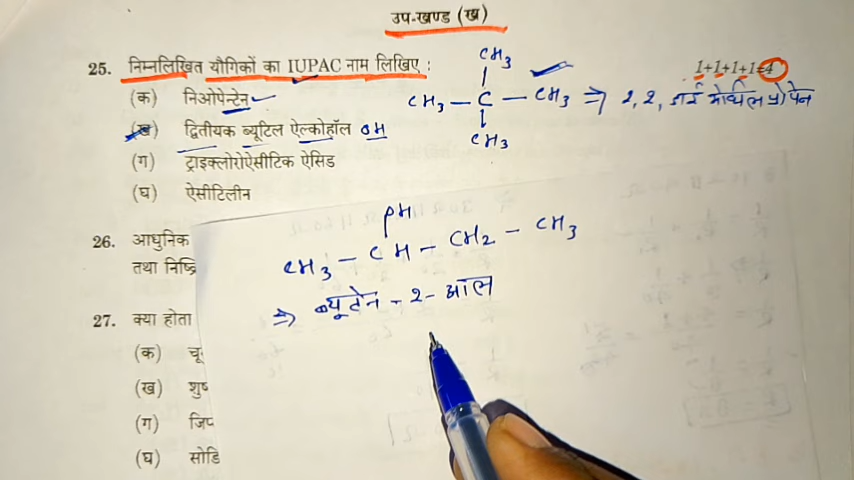 उप-खण्ड (ख)
25. निम्नलिखित यौगिकों का IUPAC नाम लिखिए : 1+1+1+1=4
(क) निओपेन्टेन
CH3
CH3 — C — CH3 ⇒ 2, 2, डाई मेथिल प्रोपेन
CH3
(ख) द्वितीयक ब्यूटिल ऐल्कोहॉल OH
(ग) ट्राइक्लोरोऐसीटिक ऐसिड
(घ) ऐसीटिलीन
OH
CH3 — CH — CH2 — CH3
⇒ ब्यूटेन - 2 - आल
26. आधुनिक
तथा निष्क्रि
27. क्या होता
(क) चू
(ख) शुष
(ग) जिप
(घ) सोडि